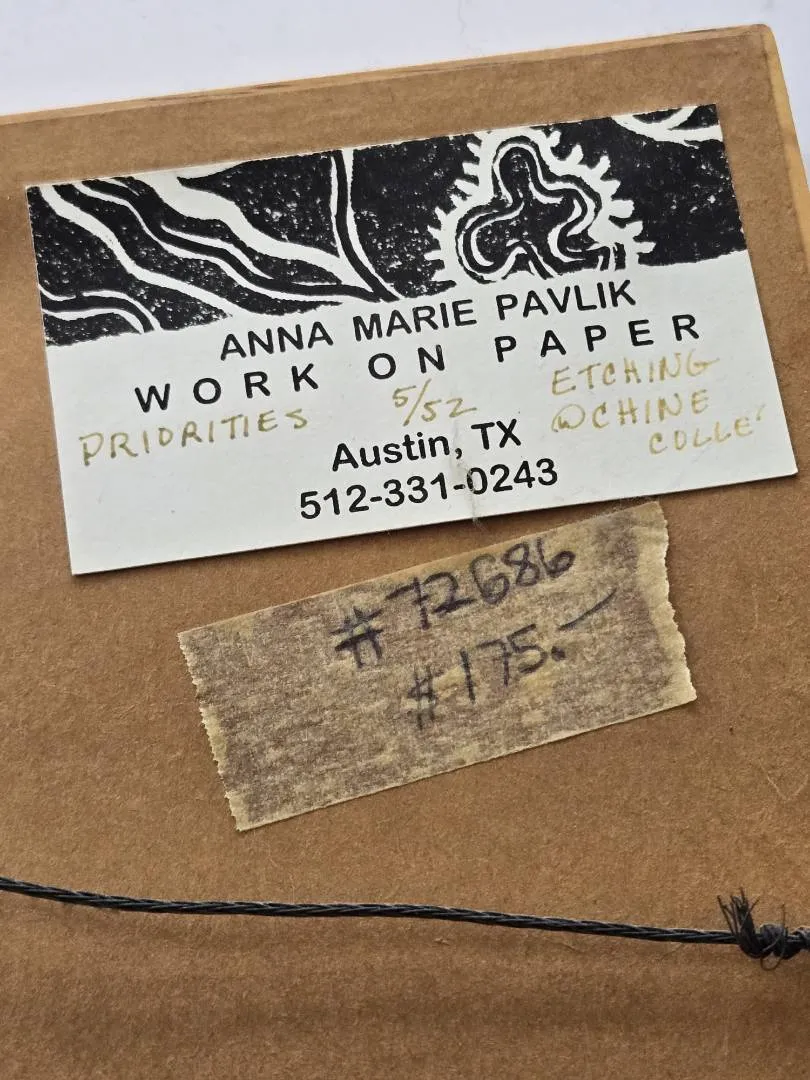 ANNA MARIE PAVLIK
WORK ON PAPER
PRIORITIES 5/52 ETCHING
W CHINE
COLLE'
Austin, TX
512-331-0243
#72686
#175.-